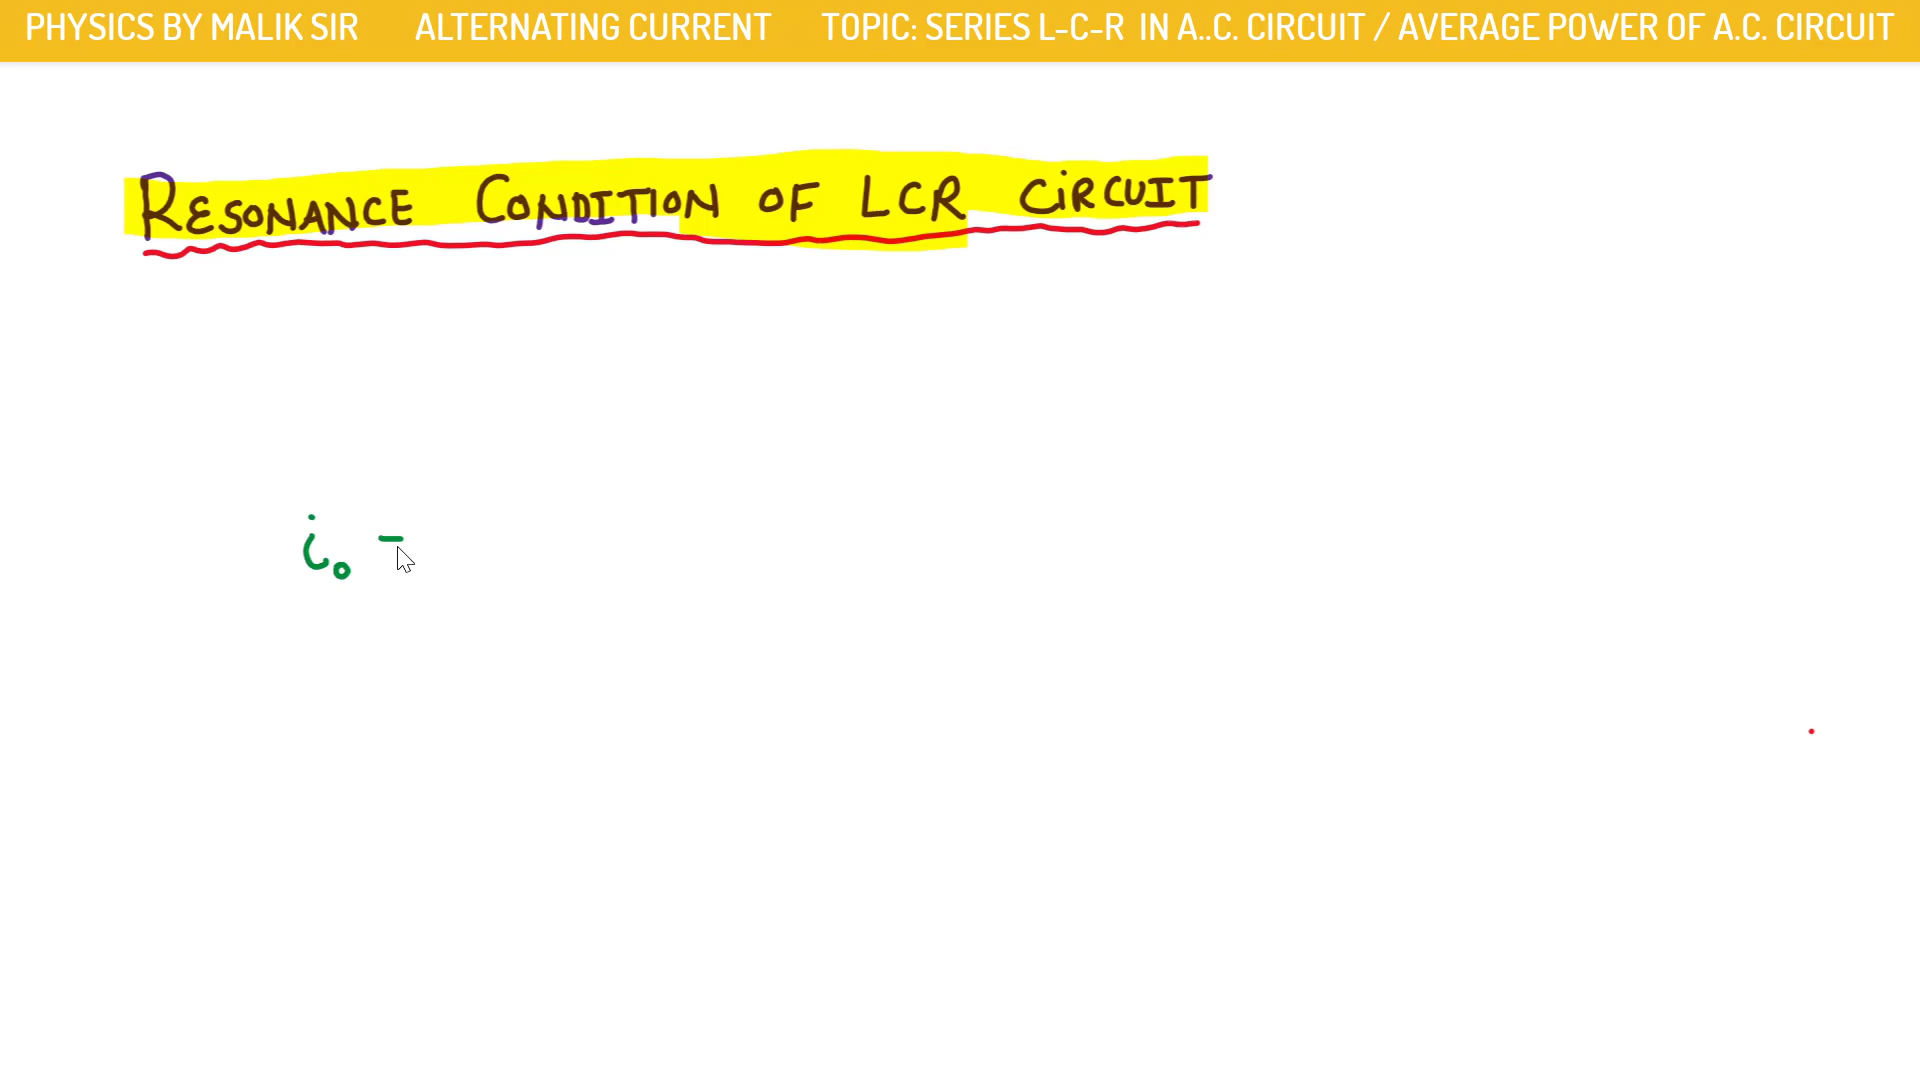 PHYSICS BY MALIK SIR ALTERNATING CURRENT TOPIC: SERIES L-C-R IN A..C. CIRCUIT / AVERAGE POWER OF A.C. CIRCUIT
RESONANCE CONDITION OF LCR CiRCUIT
i₀ -